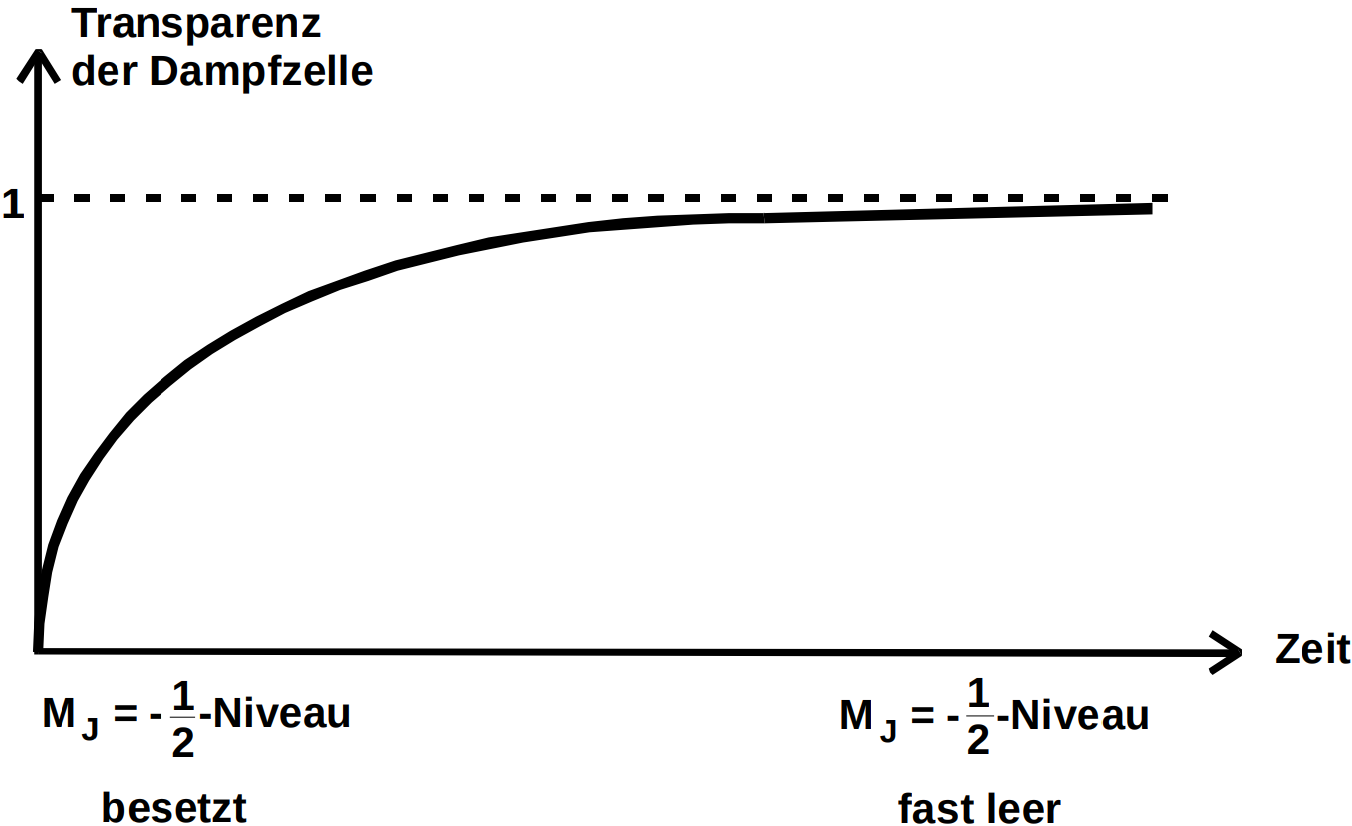 Transparenz
der Dampfzelle
1
Zeit
M J = - 1/2 -Niveau
besetzt
M J = - 1/2 -Niveau
fast leer